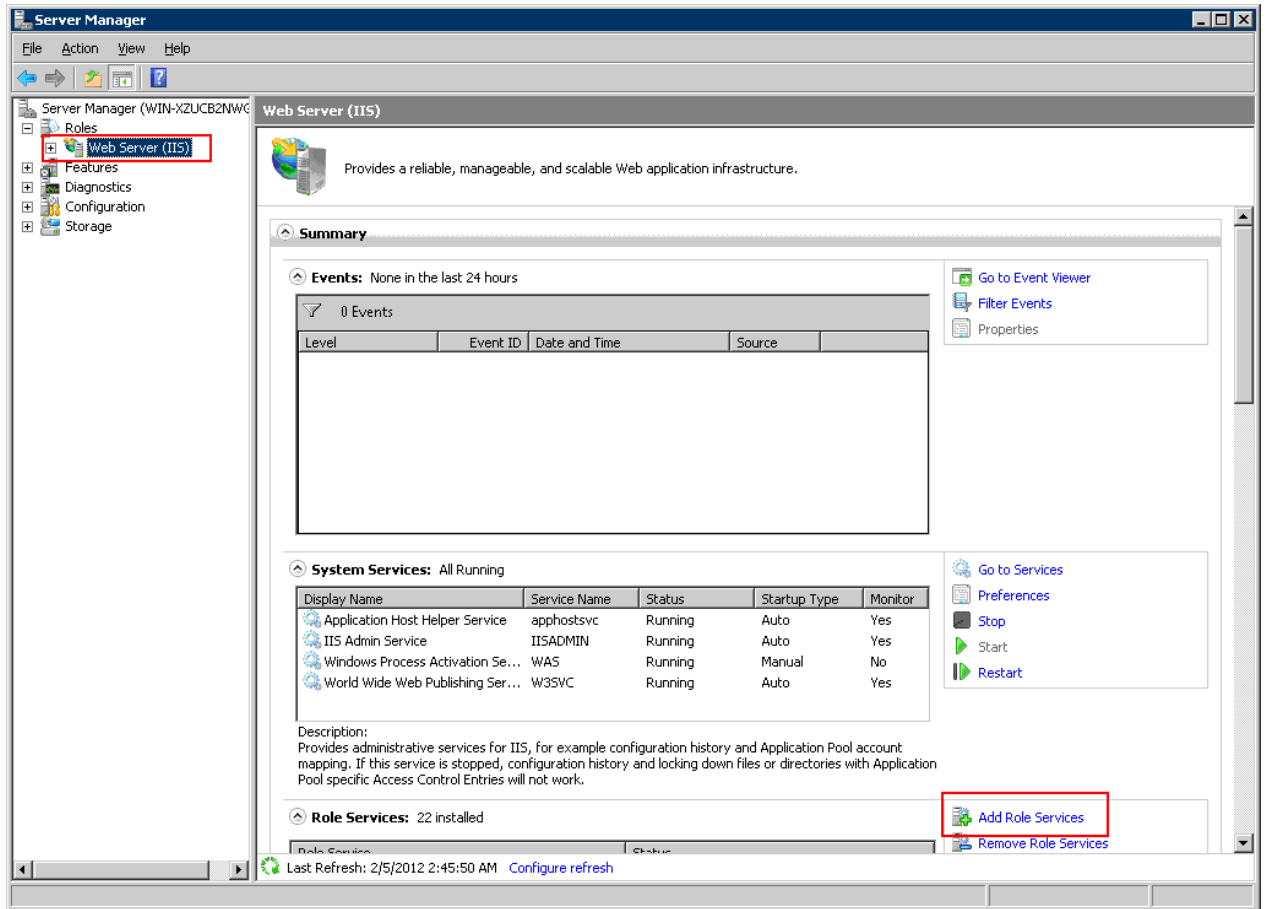 Server Manager
File Action View Help
Server Manager (WIN-XZUCB2NWG
Roles
Web Server (IIS)
Features
Diagnostics
Configuration
Storage
Web Server (IIS)
Provides a reliable, manageable, and scalable Web application infrastructure.
Summary
Events: None in the last 24 hours
0 Events
Level Event ID Date and Time Source
Go to Event Viewer
Filter Events
Properties
System Services: All Running
Display Name Service Name Status Startup Type Monitor
Application Host Helper Service apphostsvc Running Auto Yes
IIS Admin Service IISADMIN Running Auto Yes
Windows Process Activation Se... WAS Running Manual No
World Wide Web Publishing Ser... W3SVC Running Auto Yes
Go to Services
Preferences
Stop
Start
Restart
Description:
Provides administrative services for IIS, for example configuration history and Application Pool account
mapping. If this service is stopped, configuration history and locking down files or directories with Application
Pool specific Access Control Entries will not work.
Role Services: 22 installed
Role Service Status
Add Role Services
Remove Role Services
Last Refresh: 2/5/2012 2:45:50 AM Configure refresh